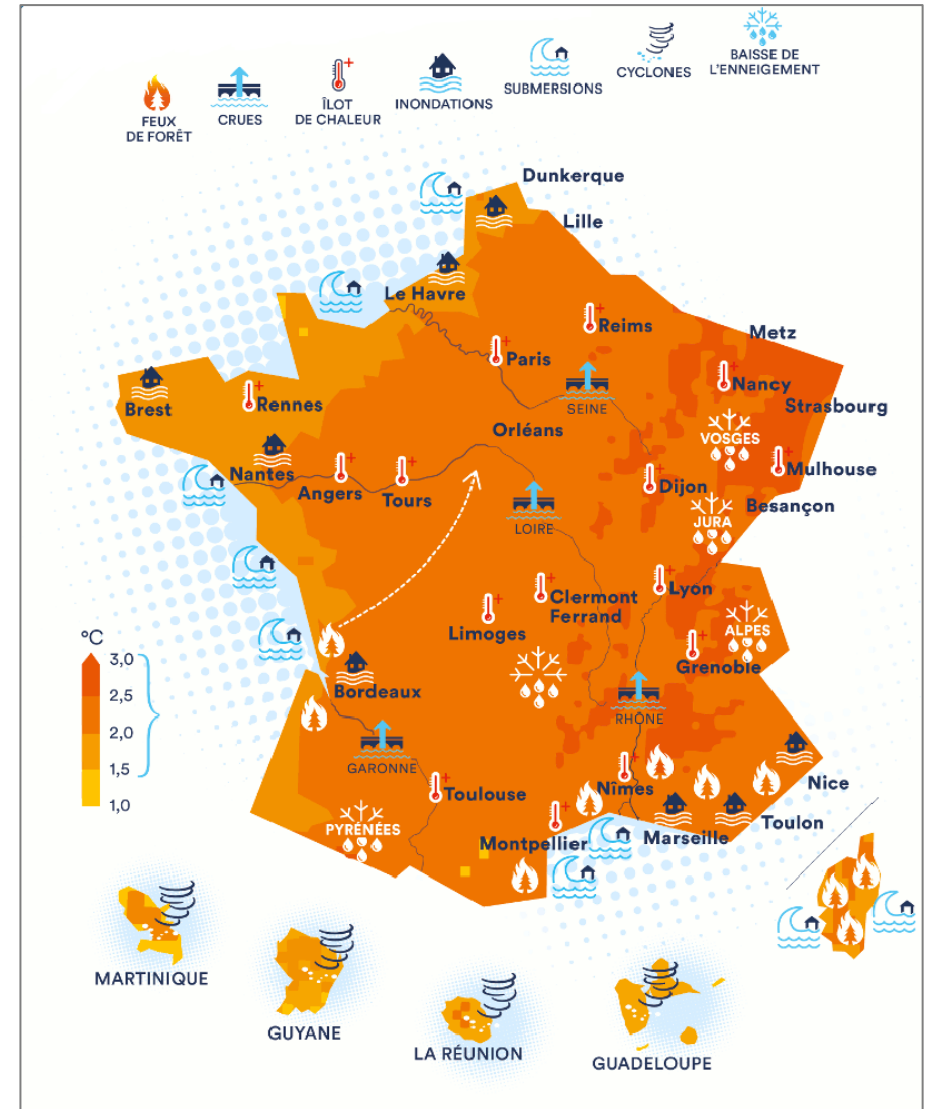 FEUX
DE FORÊT
CRUES
ÎLOT
DE CHALEUR
INONDATIONS
SUBMERSIONS
CYCLONES
BAISSE DE
L'ENNEIGEMENT
Dunkerque
Lille
Le Havre
Reims
Metz
Paris
Nancy
Brest
Rennes
SEINE
Strasbourg
Orléans
VOSGES
Nantes
Angers
Tours
Dijon
Mulhouse
Besançon
LOIRE
JURA
Clermont
Ferrand
Lyon
Limoges
ALPES
Grenoble
°C
3,0
2,5
2,0
1,5
1,0
Bordeaux
RHÔNE
GARONNE
Toulouse
Nîmes
Nice
PYRÉNÉES
Montpellier
Marseille
Toulon
MARTINIQUE
GUYANE
LA RÉUNION
GUADELOUPE